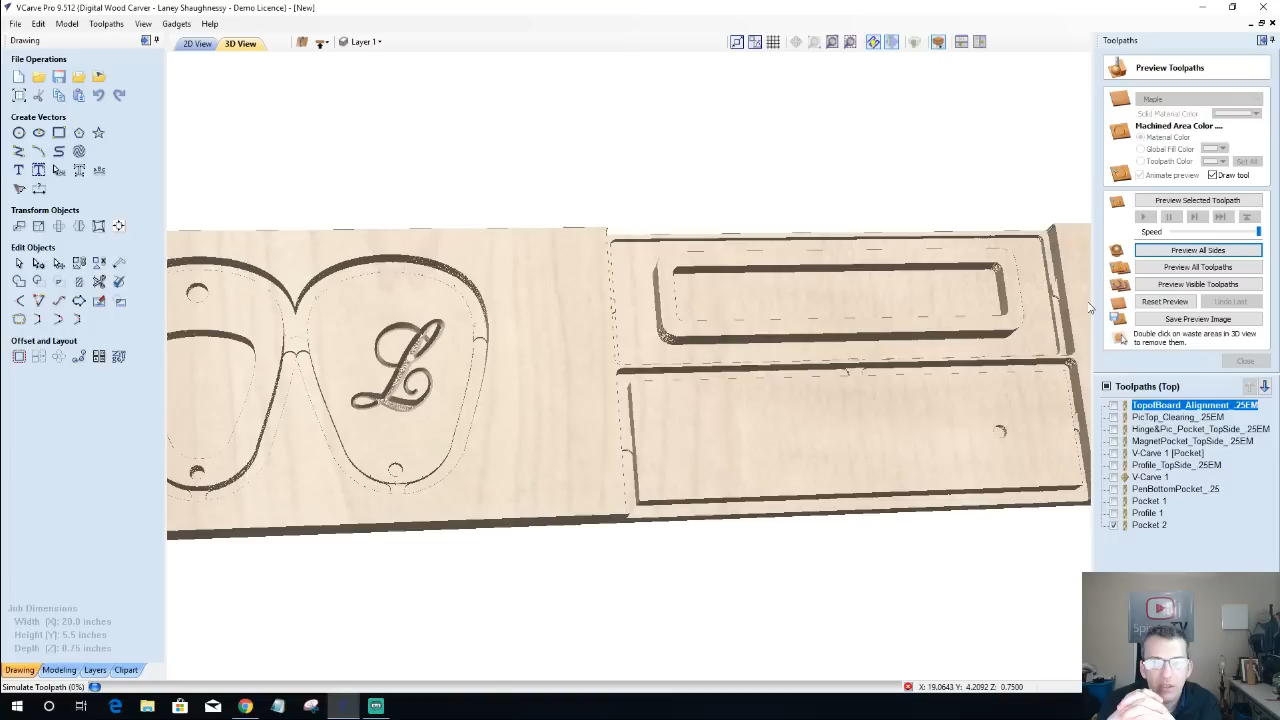 VCarve Pro 9.512 (Digital Wood Carver - Laney Shaughnessy - Demo Licence) - [New]
File Edit Model Toolpaths View Gadgets Help
Drawing
2D View 3D View Layer 1
Toolpaths
File Operations
Create Vectors
Transform Objects
Edit Objects
Offset and Layout
Job Dimensions
Width (X): 20.0 inches
Height (Y): 5.5 inches
Depth (Z): 0.75 inches
Drawing Modeling Layers Clipart
Simulate Toolpath (0%)
X: 19.0643 Y: 4.2092 Z: 0.7500
L
Preview Toolpaths
Maple
Solid Material Color
Machined Area Color ....
Material Color
Global Fill Color
Toolpath Color Set All
Animate preview Draw tool
Preview Selected Toolpath
Speed
Preview All Sides
Preview All Toolpaths
Preview Visible Toolpaths
Reset Preview Undo Last
Save Preview Image
Double click on waste areas in 3D view
to remove them.
Close
Toolpaths (Top)
TopofBoard_Alignment_.25EM
PicTop_Clearing_.25EM
Hinge&Pic_Pocket_TopSide_.25EM
MagnetPocket_TopSide_.25EM
V-Carve 1 [Pocket]
Profile_TopSide_.25EM
V-Carve 1
PenBottomPocket_.25
Pocket 1
Profile 1
Pocket 2